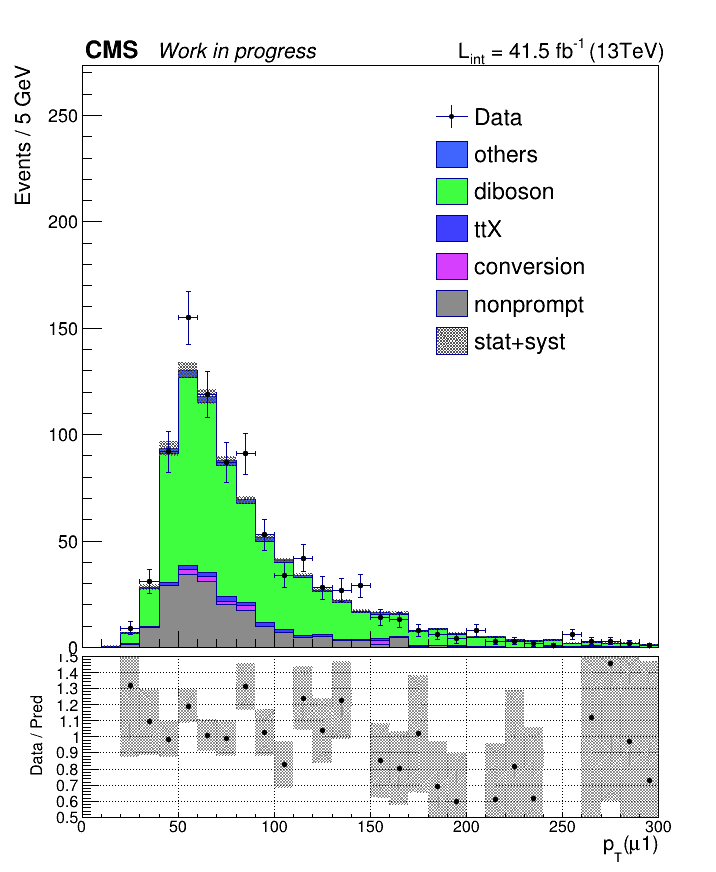 CMS Work in progress L_int = 41.5 fb^-1 (13TeV)
Events / 5 GeV
250
200
150
100
50
0
Data
others
diboson
ttX
conversion
nonprompt
stat+syst
Data / Pred
1.5
1.4
1.3
1.2
1.1
1
0.9
0.8
0.7
0.6
0.5
0 50 100 150 200 250 300
p_T(μ1)